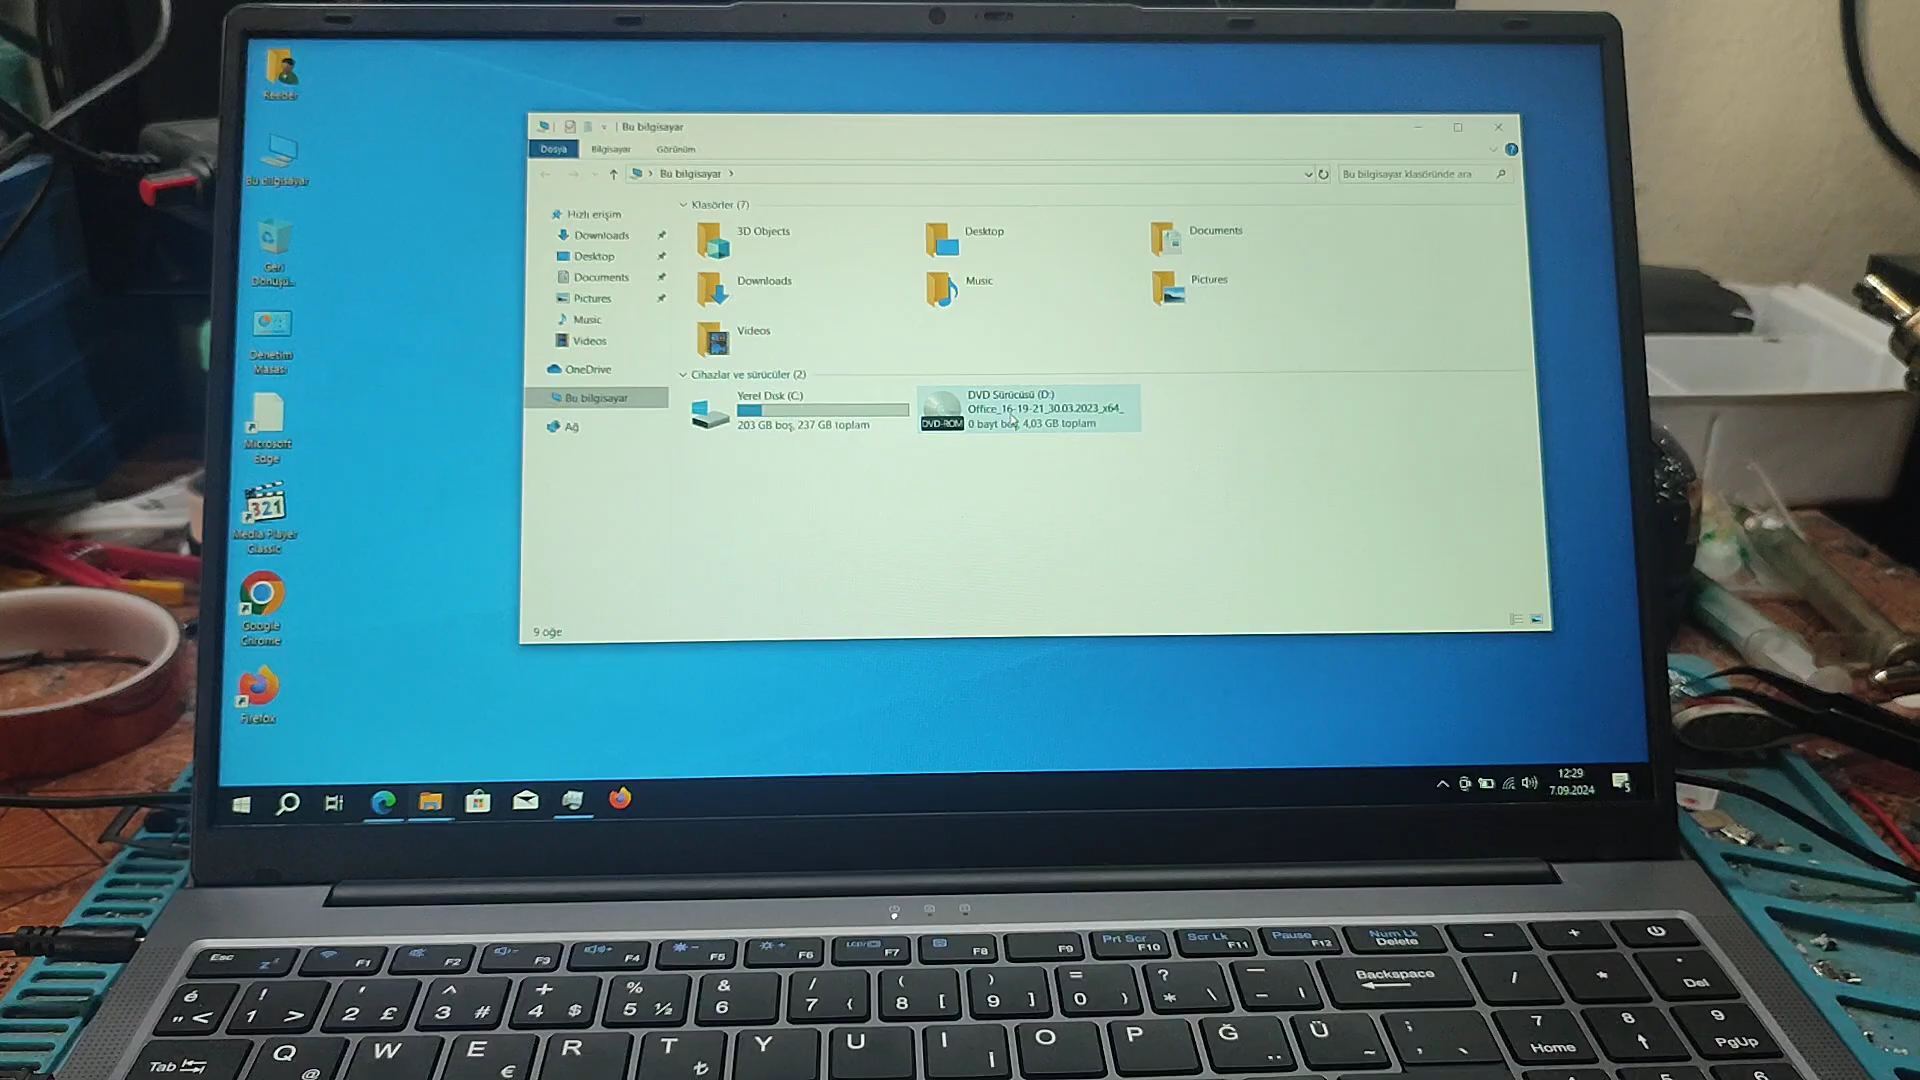 Reeder
Bu bilgisayar
Geri
Dönüşü...
Denetim
Masası
Microsoft
Edge
321
Media Player
Classic
Google
Chrome
Firefox
Bu bilgisayar
Dosya
Bilgisayar
Görünüm
Bu bilgisayar
Bu bilgisayar klasöründe ara
Hızlı erişim
Downloads
Desktop
Documents
Pictures
Music
Videos
OneDrive
Bu bilgisayar
Ağ
Klasörler (7)
3D Objects
Desktop
Documents
Downloads
Music
Pictures
Videos
Cihazlar ve sürücüler (2)
Yerel Disk (C:)
203 GB boş, 237 GB toplam
DVD Sürücüsü (D:)
Office_16-19-21_30.03.2023_x64_
DVD-ROM
0 bayt boş, 4,03 GB toplam
9 öğe
12:29
7.09.2024
5
Esc
F1
F2
F3
F4
F5
F6
F7
F8
F9
Prt Scr
F10
Scr Lk
F11
Pause
F12
Num Lk
Delete
-
+
é
" <
!
1 >
'
2 £
^
3 #
+
4 $
%
5 ½
&
6
/
7 {
(
8 [
)
9 ]
=
0 }
?
* \
_
- |
Backspace
/
*
Del
Tab
Q
@
W
E
€
R
T
₺
Y
U
I
İ
O
P
Ğ
¨
Ü
~
;
, `
7
Home
8
9
PgUp
5
6